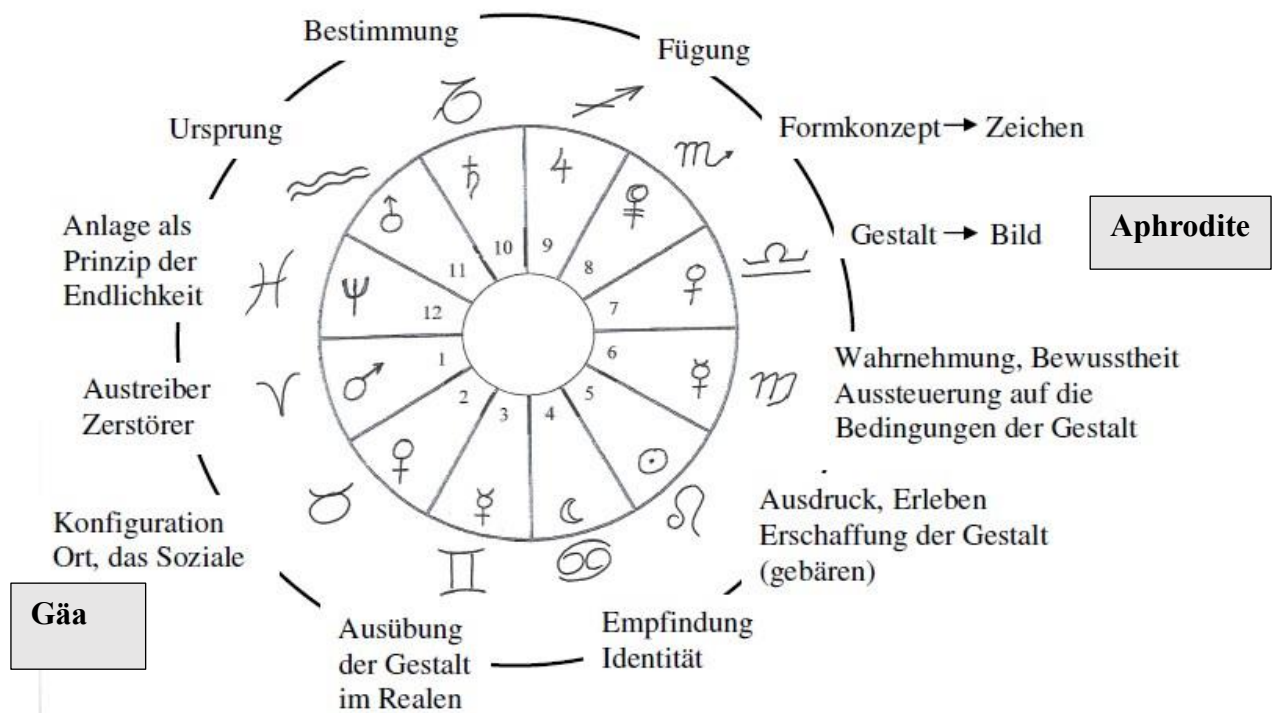 Bestimmung
Fügung
Ursprung
Formkonzept → Zeichen
Anlage als
Prinzip der
Endlichkeit
Gestalt → Bild
Aphrodite
Austreiber
Zerstörer
Wahrnehmung, Bewusstheit
Aussteuerung auf die
Bedingungen der Gestalt
Konfiguration
Ort, das Soziale
Ausdruck, Erleben
Erschaffung der Gestalt
(gebären)
Gäa
Ausübung
der Gestalt
im Realen
Empfindung
Identität
♑ ♐ ♏ ♎ ♍ ♌ ♋ ♊ ♉ ♈ ♓ ♒
♄ ♃ ♀ ☿ ☉ ☾ ☿ ♀ ♂ ♆
10
9
11
8
12
7
1
6
2
5
3
4